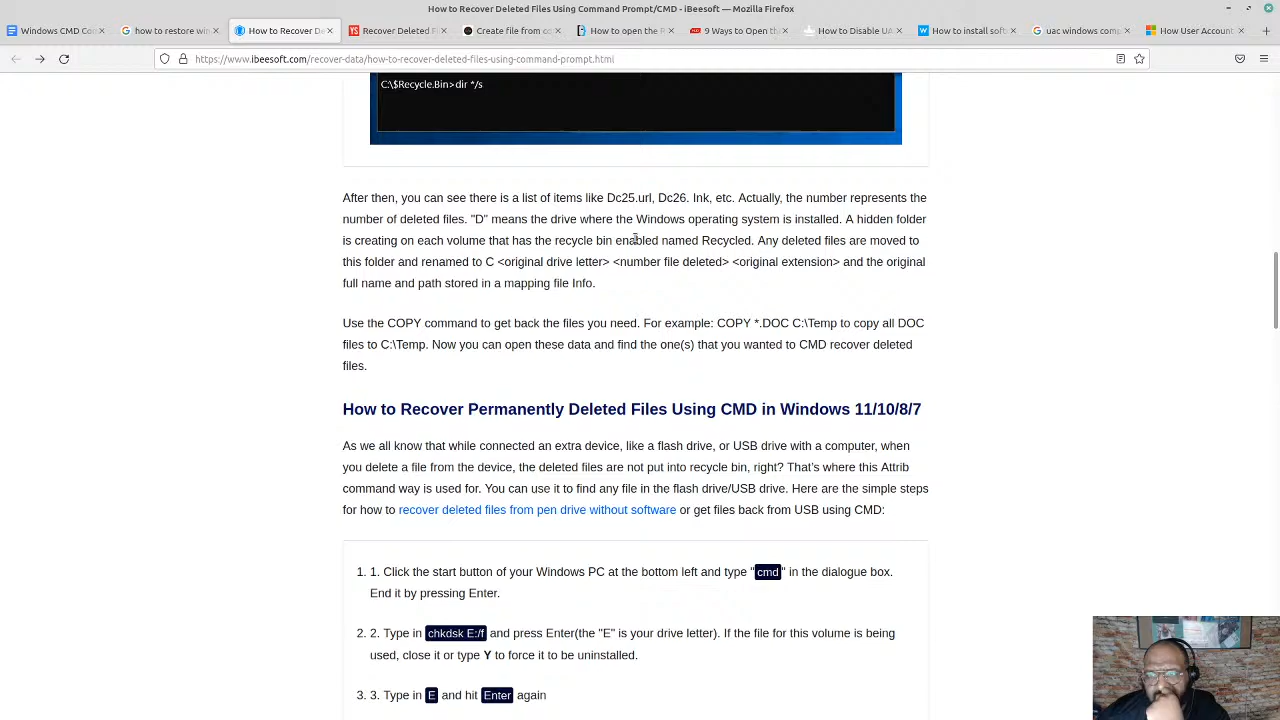 How to Recover Deleted Files Using Command Prompt/CMD - iBeesoft — Mozilla Firefox
Windows CMD Co
how to restore win
How to Recover De
Recover Deleted F
Create file from co
How to open the R
9 Ways to Open th
How to Disable UA
How to install soft
uac windows comp
How User Account
https://www.ibeesoft.com/recover-data/how-to-recover-deleted-files-using-command-prompt.html
C:\$Recycle.Bin>dir */s
After then, you can see there is a list of items like Dc25.url, Dc26. Ink, etc. Actually, the number represents the
number of deleted files. "D" means the drive where the Windows operating system is installed. A hidden folder
is creating on each volume that has the recycle bin enabled named Recycled. Any deleted files are moved to
this folder and renamed to C <original drive letter> <number file deleted> <original extension> and the original
full name and path stored in a mapping file Info.
Use the COPY command to get back the files you need. For example: COPY *.DOC C:\Temp to copy all DOC
files to C:\Temp. Now you can open these data and find the one(s) that you wanted to CMD recover deleted
files.
How to Recover Permanently Deleted Files Using CMD in Windows 11/10/8/7
As we all know that while connected an extra device, like a flash drive, or USB drive with a computer, when
you delete a file from the device, the deleted files are not put into recycle bin, right? That's where this Attrib
command way is used for. You can use it to find any file in the flash drive/USB drive. Here are the simple steps
for how to recover deleted files from pen drive without software or get files back from USB using CMD:
1. 1. Click the start button of your Windows PC at the bottom left and type "cmd" in the dialogue box.
End it by pressing Enter.
2. 2. Type in chkdsk E:/f and press Enter(the "E" is your drive letter). If the file for this volume is being
used, close it or type Y to force it to be uninstalled.
3. 3. Type in E and hit Enter again